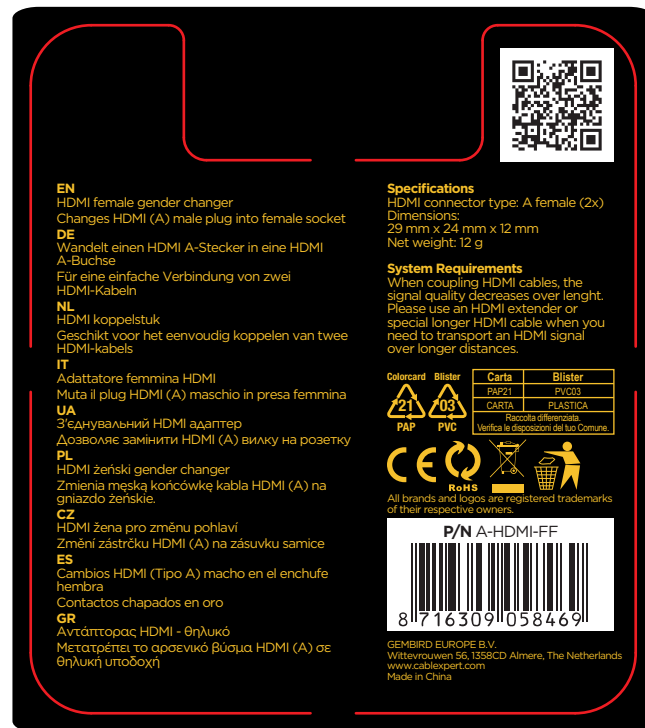 EN
HDMI female gender changer
Changes HDMI (A) male plug into female socket
DE
Wandelt einen HDMI A-Stecker in eine HDMI
A-Buchse
Für eine einfache Verbindung von zwei
HDMI-Kabeln
NL
HDMI koppelstuk
Geschikt voor het eenvoudig koppelen van twee
HDMI-kabels
IT
Adattatore femmina HDMI
Muta il plug HDMI (A) maschio in presa femmina
UA
З'єднувальний HDMI адаптер
Дозволяє замінити HDMI (A) вилку на розетку
PL
HDMI żeński gender changer
Zmienia męską końcówkę kabla HDMI (A) na
gniazdo żeńskie.
CZ
HDMI žena pro změnu pohlaví
Změní zástrčku HDMI (A) na zásuvku samice
ES
Cambios HDMI (Tipo A) macho en el enchufe
hembra
Contactos chapados en oro
GR
Αντάπτορας HDMI - θηλυκό
Μετατρέπει το αρσενικό βύσμα HDMI (A) σε
θηλυκή υποδοχή
Specifications
HDMI connector type: A female (2x)
Dimensions:
29 mm x 24 mm x 12 mm
Net weight: 12 g
System Requirements
When coupling HDMI cables, the
signal quality decreases over lenght.
Please use an HDMI extender or
special longer HDMI cable when you
need to transport an HDMI signal
over longer distances.
Colorcard Blister
21 03
PAP PVC
Carta Blister
PAP21 PVC03
CARTA PLASTICA
Raccolta differenziata.
Verifica le disposizioni del tuo Comune.
CE
RoHS
All brands and logos are registered trademarks
of their respective owners.
P/N A-HDMI-FF
8 716309 058469
GEMBIRD EUROPE B.V.
Wittevrouwen 56, 1358CD Almere, The Netherlands
www.cablexpert.com
Made in China